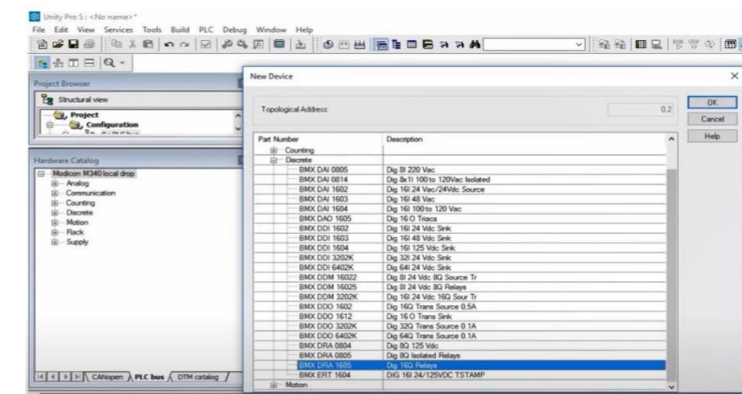 Unity Pro S : <No name>*
File Edit View Services Tools Build PLC Debug Window Help
Project Browser
Structural view
Project
Configuration
Hardware Catalog
Modicon M340 local drop
Analog
Communication
Counting
Discrete
Motion
Rack
Supply
CANopen PLC bus DTM catalog
New Device
Topological Address: 0.2
OK
Cancel
Help
Part Number Description
Counting
Discrete
BMX DAI 0805 Dig 8I 220 Vac
BMX DAI 0814 Dig 8x1I 100 to 120Vac Isolated
BMX DAI 1602 Dig 16I 24 Vac/24Vdc Source
BMX DAI 1603 Dig 16I 48 Vac
BMX DAI 1604 Dig 16I 100 to 120 Vac
BMX DAO 1605 Dig 16 O Triacs
BMX DDI 1602 Dig 16I 24 Vdc Sink
BMX DDI 1603 Dig 16I 48 Vdc Sink
BMX DDI 1604 Dig 16I 125 Vdc Sink
BMX DDI 3202K Dig 32I 24 Vdc Sink
BMX DDI 6402K Dig 64I 24 Vdc Sink
BMX DDM 16022 Dig 8I 24 Vdc 8Q Source Tr
BMX DDM 16025 Dig 8I 24 Vdc 8Q Relays
BMX DDM 3202K Dig 16I 24 Vdc 16Q Sour Tr
BMX DDO 1602 Dig 16Q Trans Source 0.5A
BMX DDO 1612 Dig 16 O Trans Sink
BMX DDO 3202K Dig 32Q Trans Source 0.1A
BMX DDO 6402K Dig 64Q Trans Source 0.1A
BMX DRA 0804 Dig 8Q 125 Vdc
BMX DRA 0805 Dig 8Q Isolated Relays
BMX DRA 1605 Dig 16Q Relays
BMX ERT 1604 DIG 16I 24/125VDC TSTAMP
Motion